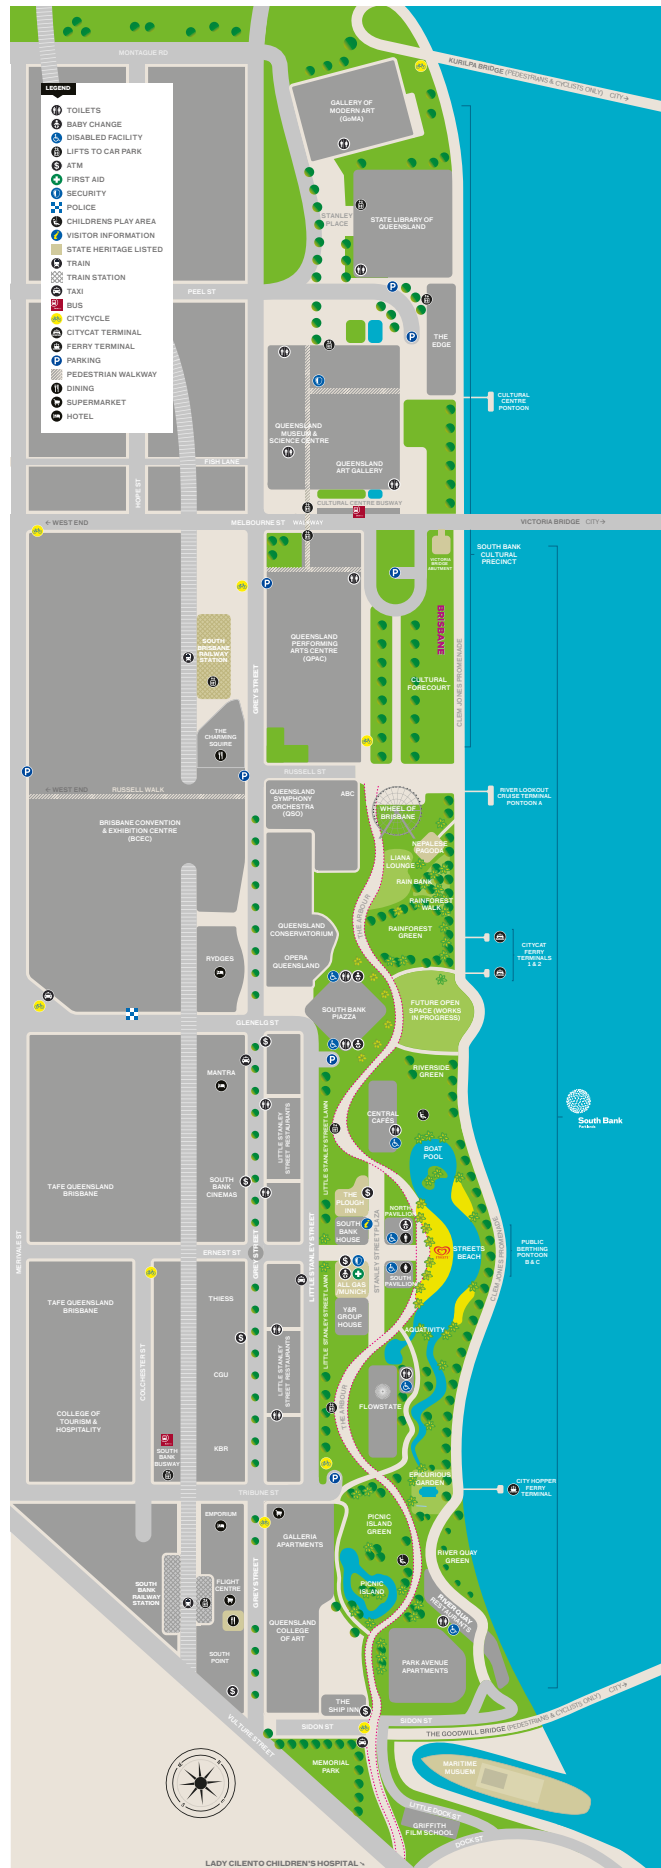 MONTAGUE RD
KURILPA BRIDGE (PEDESTRIANS & CYCLISTS ONLY) CITY→
LEGEND
TOILETS
BABY CHANGE
DISABLED FACILITY
LIFTS TO CAR PARK
ATM
FIRST AID
SECURITY
POLICE
CHILDRENS PLAY AREA
VISITOR INFORMATION
STATE HERITAGE LISTED
TRAIN
TRAIN STATION
TAXI
BUS
CITYCYCLE
CITYCAT TERMINAL
FERRY TERMINAL
PARKING
PEDESTRIAN WALKWAY
DINING
SUPERMARKET
HOTEL
GALLERY OF
MODERN ART
(GoMA)
STANLEY
PLACE
STATE LIBRARY OF
QUEENSLAND
PEEL ST
THE
EDGE
CULTURAL
CENTRE
PONTOON
QUEENSLAND
MUSEUM &
SCIENCE CENTRE
QUEENSLAND
ART GALLERY
FISH LANE
HOPE ST
CULTURAL CENTRE BUSWAY
← WEST END
MELBOURNE ST
WALKWAY
VICTORIA BRIDGE CITY→
VICTORIA
BRIDGE
ABUTMENT
SOUTH BANK
CULTURAL
PRECINCT
SOUTH
BRISBANE
RAILWAY
STATION
GREY STREET
QUEENSLAND
PERFORMING
ARTS CENTRE
(QPAC)
BRISBANE
CULTURAL
FORECOURT
CLEM JONES PROMENADE
THE
CHARMING
SQUIRE
RUSSELL ST
← WEST END
RUSSELL WALK
QUEENSLAND
SYMPHONY
ORCHESTRA
(QSO)
ABC
WHEEL OF
BRISBANE
RIVER LOOKOUT
CRUISE TERMINAL
PONTOON A
BRISBANE CONVENTION
& EXHIBITION CENTRE
(BCEC)
NEPALESE
PAGODA
LIANA
LOUNGE
RAIN BANK
RAINFOREST
WALK
THE ARBOUR
RAINFOREST
GREEN
QUEENSLAND
CONSERVATORIUM
OPERA
QUEENSLAND
RYDGES
CITYCAT
FERRY
TERMINALS
1 & 2
SOUTH BANK
PIAZZA
FUTURE OPEN
SPACE (WORKS
IN PROGRESS)
GLENELG ST
RIVERSIDE
GREEN
MANTRA
LITTLE STANLEY
STREET RESTAURANTS
LITTLE STANLEY STREET LAWN
CENTRAL
CAFÉS
South Bank
Parklands
BOAT
POOL
TAFE QUEENSLAND
BRISBANE
SOUTH
BANK
CINEMAS
THE
PLOUGH
INN
NORTH
PAVILION
SOUTH
BANK
HOUSE
STANLEY STREET PLAZA
STREETS
BEACH
CLEM JONES PROMENADE
PUBLIC
BERTHING
PONTOON
B & C
MERIVALE ST
ERNEST ST
GREY STREET
LITTLE STANLEY STREET
SOUTH
PAVILION
ALL GAS
/MUNICH
TAFE QUEENSLAND
BRISBANE
THIESS
Y&R
GROUP
HOUSE
LITTLE STANLEY STREET LAWN
AQUATIVITY
COLCHESTER ST
CGU
LITTLE STANLEY
STREET RESTAURANTS
THE ARBOUR
FLOWSTATE
COLLEGE OF
TOURISM &
HOSPITALITY
KBR
SOUTH
BANK
BUSWAY
EPICURIOUS
GARDEN
CITY HOPPER
FERRY
TERMINAL
TRIBUNE ST
EMPORIUM
GALLERIA
APARTMENTS
PICNIC
ISLAND
GREEN
RIVER QUAY
GREEN
SOUTH
BANK
RAILWAY
STATION
FLIGHT
CENTRE
GREY STREET
PICNIC
ISLAND
RIVER QUAY
RESTAURANTS
QUEENSLAND
COLLEGE
OF ART
SOUTH
POINT
PARK AVENUE
APARTMENTS
THE
SHIP INN
SIDON ST
SIDON ST
THE GOODWILL BRIDGE (PEDESTRIANS & CYCLISTS ONLY) CITY→
VULTURE STREET
MEMORIAL
PARK
MARITIME
MUSUEM
LITTLE DOCK ST
GRIFFITH
FILM SCHOOL
DOCK ST
LADY CILENTO CHILDREN'S HOSPITAL